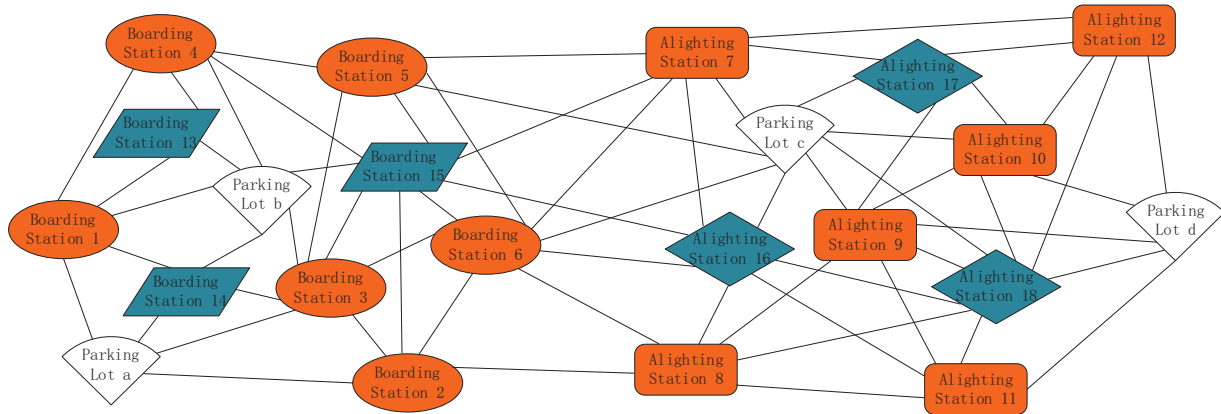 Boarding
Station 4
Boarding
Station 5
Alighting
Station 7
Alighting
Station 12
Alighting
Station 17
Boarding
Station 13
Parking
Lot c
Alighting
Station 10
Boarding
Station 15
Parking
Lot b
Boarding
Station 1
Boarding
Station 6
Alighting
Station 16
Alighting
Station 9
Parking
Lot d
Boarding
Station 14
Boarding
Station 3
Alighting
Station 18
Parking
Lot a
Boarding
Station 2
Alighting
Station 8
Alighting
Station 11